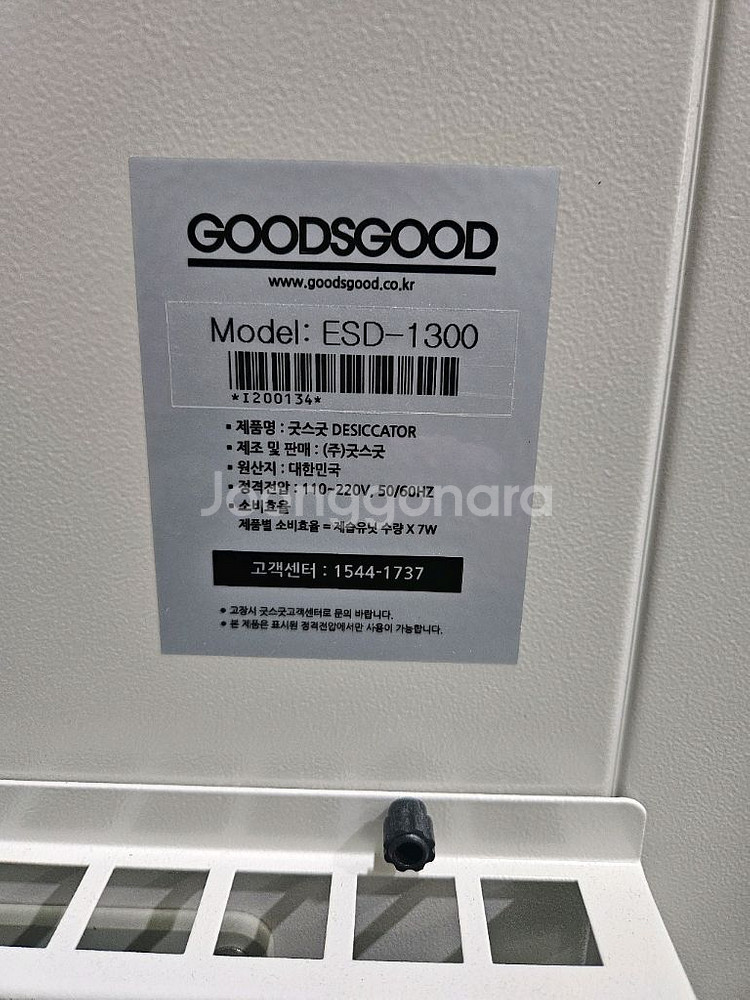 GOODSGOOD
www.goodsgood.co.kr
Model: ESD-1300
*I200134*
▪ 제품명 : 굿스굿 DESICCATOR
▪ 제조 및 판매 : (주)굿스굿
▪ 원산지 : 대한민국
▪ 정격전압 : 110~220V, 50/60HZ
Joonggonara
▪ 소비효율
제품별 소비효율 = 제습유닛 수량 X 7W
고객센터 : 1544-1737
※ 고장시 굿스굿고객센터로 문의 바랍니다.
※ 본 제품은 표시된 정격전압에서만 사용이 가능합니다.